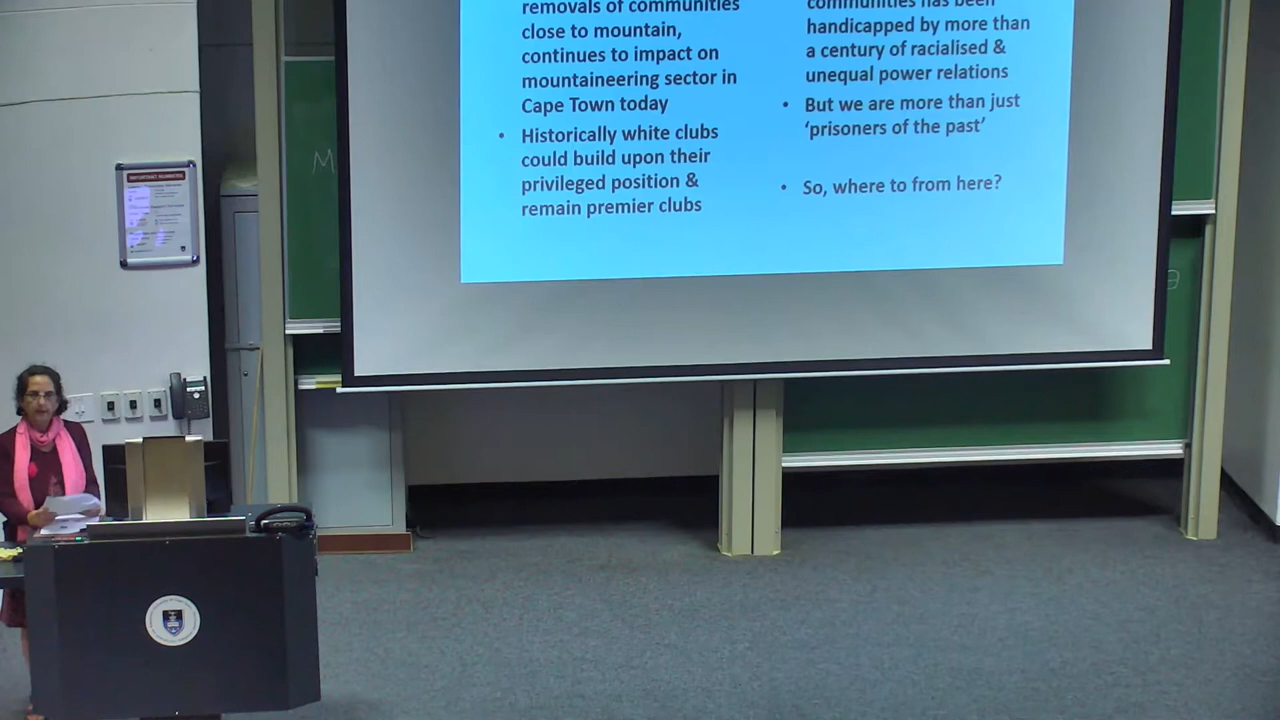 removals of communities
close to mountain,
continues to impact on
mountaineering sector in
Cape Town today
• Historically white clubs
could build upon their
privileged position &
remain premier clubs
communities has been
handicapped by more than
a century of racialised &
unequal power relations
• But we are more than just
‘prisoners of the past’
• So, where to from here?
IMPORTANT NUMBERS
M